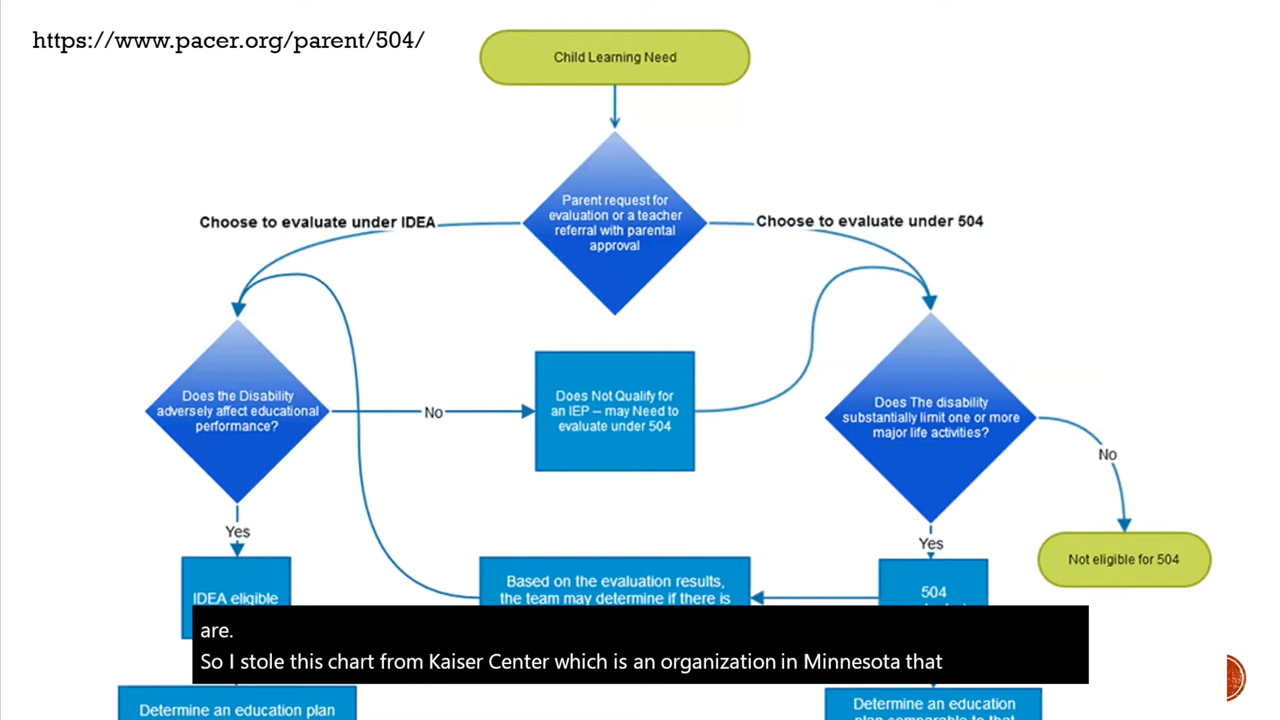 https://www.pacer.org/parent/504/
Child Learning Need
Parent request for
evaluation or a teacher
referral with parental
approval
Choose to evaluate under IDEA
Choose to evaluate under 504
Does the Disability
adversely affect educational
performance?
No
Does Not Qualify for
an IEP – may Need to
evaluate under 504
Does The disability
substantially limit one or more
major life activities?
No
Yes
Yes
Not eligible for 504
IDEA eligible
Based on the evaluation results,
the team may determine if there is
504
are.
So I stole this chart from Kaiser Center which is an organization in Minnesota that
Determine an education plan
Determine an education
plan comparable to that